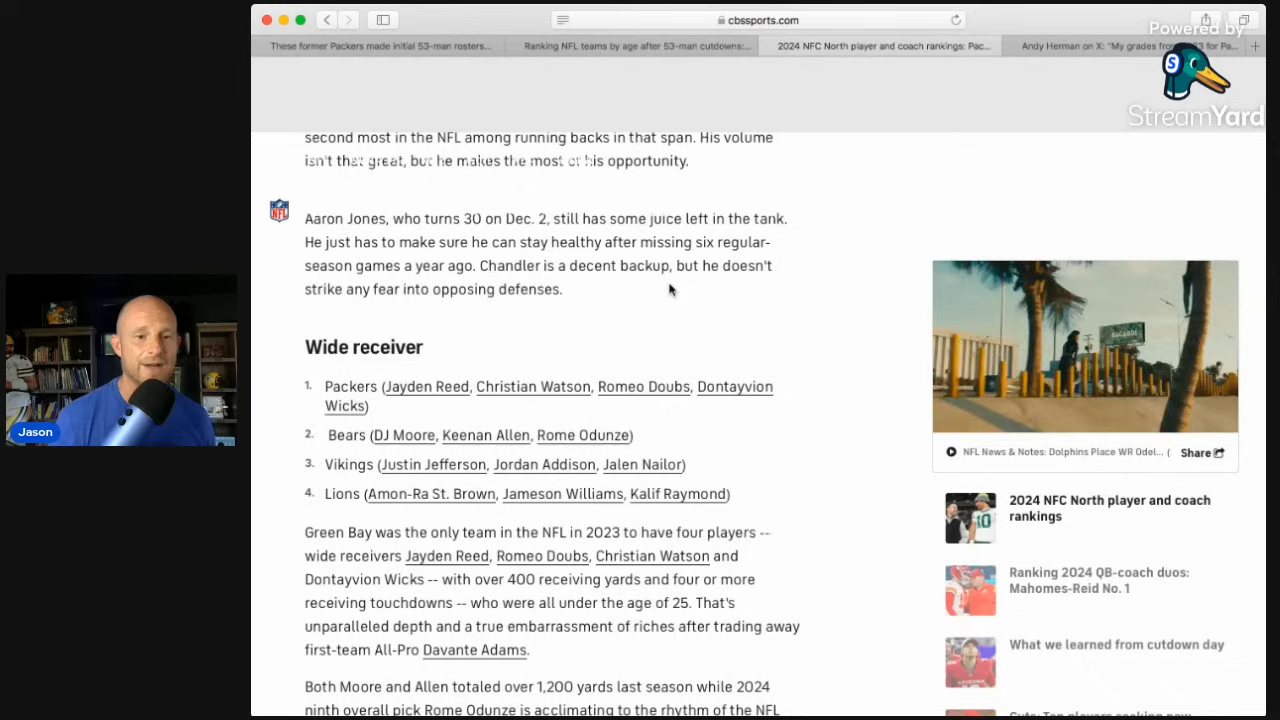 cbssports.com
These former Packers made initial 53-man rosters...
Ranking NFL teams by age after 53-man cutdowns:...
2024 NFC North player and coach rankings: Pac...
Andy Herman on X: "My grades from
3 for Pa...
Powered by
S
StreamYard
second most in the NFL among running backs in that span. His volume
isn't that great, but he makes the most of his opportunity.
NFL
Aaron Jones, who turns 30 on Dec. 2, still has some juice left in the tank.
He just has to make sure he can stay healthy after missing six regular-
season games a year ago. Chandler is a decent backup, but he doesn't
strike any fear into opposing defenses.
Wide receiver
1. Packers (Jayden Reed, Christian Watson, Romeo Doubs, Dontayvion
Wicks)
2. Bears (DJ Moore, Keenan Allen, Rome Odunze)
3. Vikings (Justin Jefferson, Jordan Addison, Jalen Nailor)
4. Lions (Amon-Ra St. Brown, Jameson Williams, Kalif Raymond)
Green Bay was the only team in the NFL in 2023 to have four players --
wide receivers Jayden Reed, Romeo Doubs, Christian Watson and
Dontayvion Wicks -- with over 400 receiving yards and four or more
receiving touchdowns -- who were all under the age of 25. That's
unparalleled depth and a true embarrassment of riches after trading away
first-team All-Pro Davante Adams.
Both Moore and Allen totaled over 1,200 yards last season while 2024
ninth overall pick Rome Odunze is acclimating to the rhythm of the NFL
BACARDI
NFL News & Notes: Dolphins Place WR Odel... (
Share
2024 NFC North player and coach
rankings
Ranking 2024 QB-coach duos:
Mahomes-Reid No. 1
What we learned from cutdown day
Jason